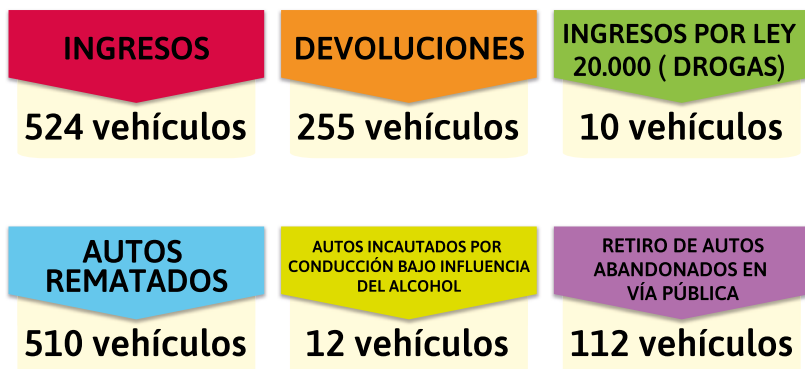 INGRESOS
524 vehículos
DEVOLUCIONES
255 vehículos
INGRESOS POR LEY
20.000 ( DROGAS)
10 vehículos
AUTOS
REMATADOS
510 vehículos
AUTOS INCAUTADOS POR
CONDUCCIÓN BAJO INFLUENCIA
DEL ALCOHOL
12 vehículos
RETIRO DE AUTOS
ABANDONADOS EN
VÍA PÚBLICA
112 vehículos